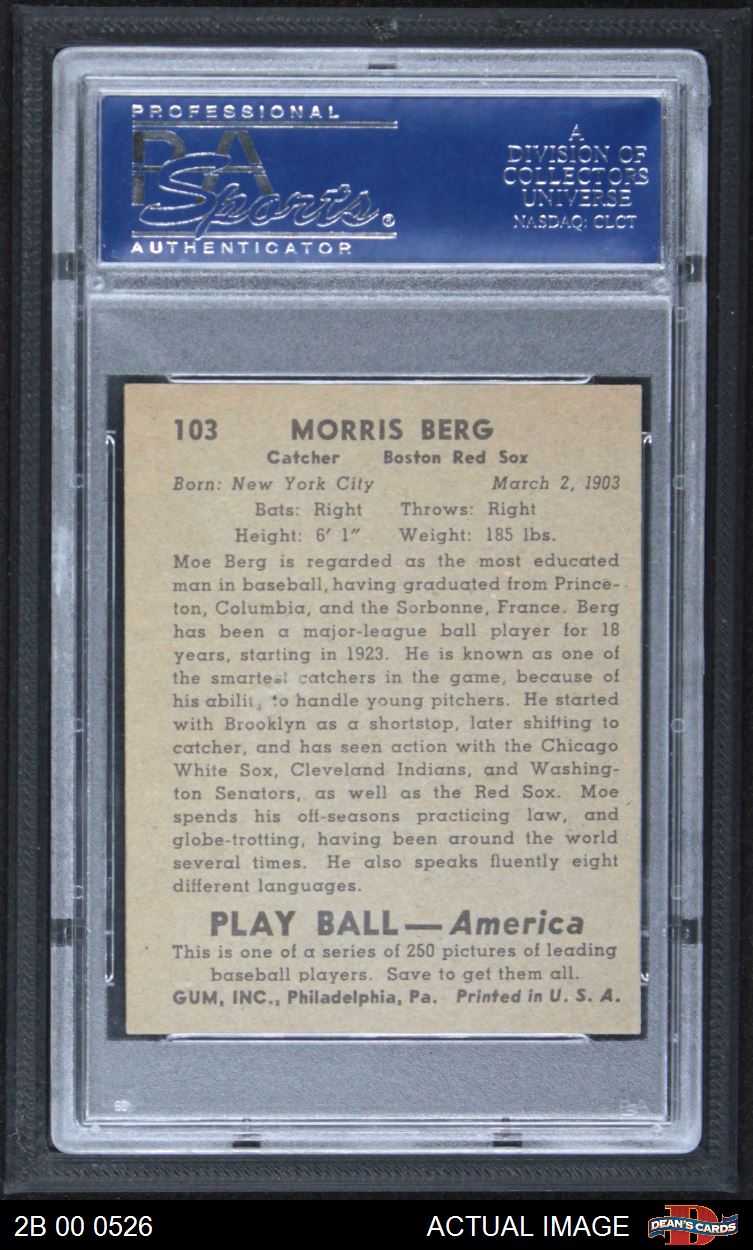 PROFESSIONAL
PSA
Sports®
AUTHENTICATOR
A
DIVISION OF
COLLECTORS
UNIVERSE
NASDAQ: CLCT
103 MORRIS BERG
Catcher Boston Red Sox
Born: New York City March 2, 1903
Bats: Right Throws: Right
Height: 6′ 1″ Weight: 185 lbs.
Moe Berg is regarded as the most educated
man in baseball, having graduated from Prince-
ton, Columbia, and the Sorbonne, France. Berg
has been a major-league ball player for 18
years, starting in 1923. He is known as one of
the smartest catchers in the game, because of
his ability to handle young pitchers. He started
with Brooklyn as a shortstop, later shifting to
catcher, and has seen action with the Chicago
White Sox, Cleveland Indians, and Washing-
ton Senators, as well as the Red Sox. Moe
spends his off-seasons practicing law, and
globe-trotting, having been around the world
several times. He also speaks fluently eight
different languages.
PLAY BALL—America
This is one of a series of 250 pictures of leading
baseball players. Save to get them all.
GUM, INC., Philadelphia, Pa. Printed in U. S. A.
2B 00 0526 ACTUAL IMAGE DEAN'S CARDS